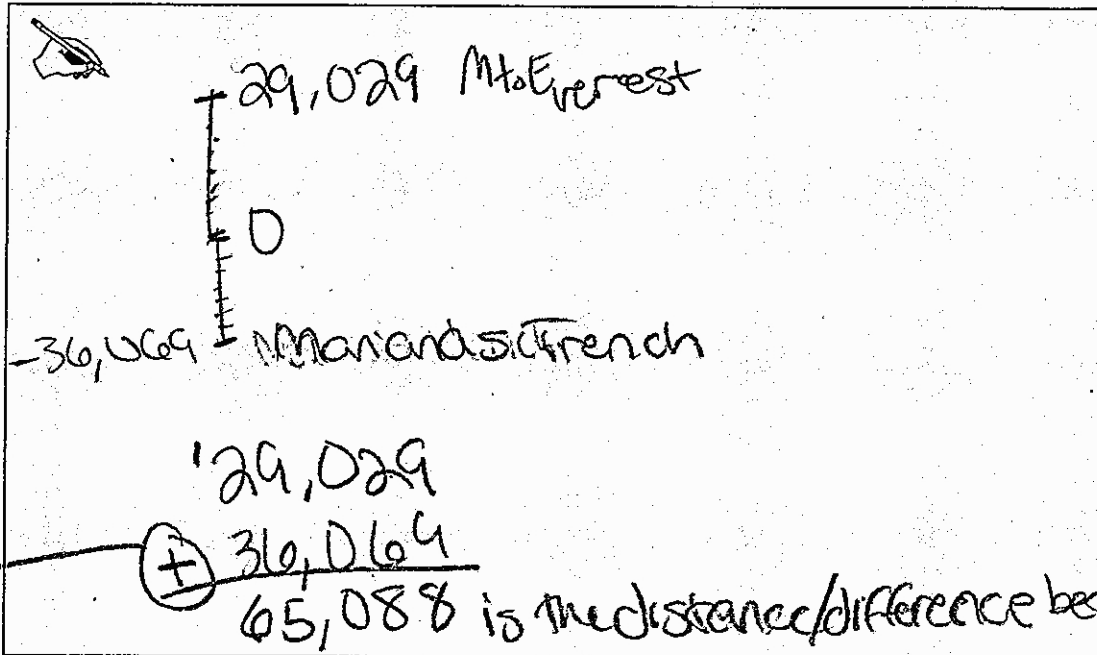 29,029 Mt. Everest
0
-36,069 Marianas Trench
29,029
+ 36,069
65,088 is the distance/difference bec